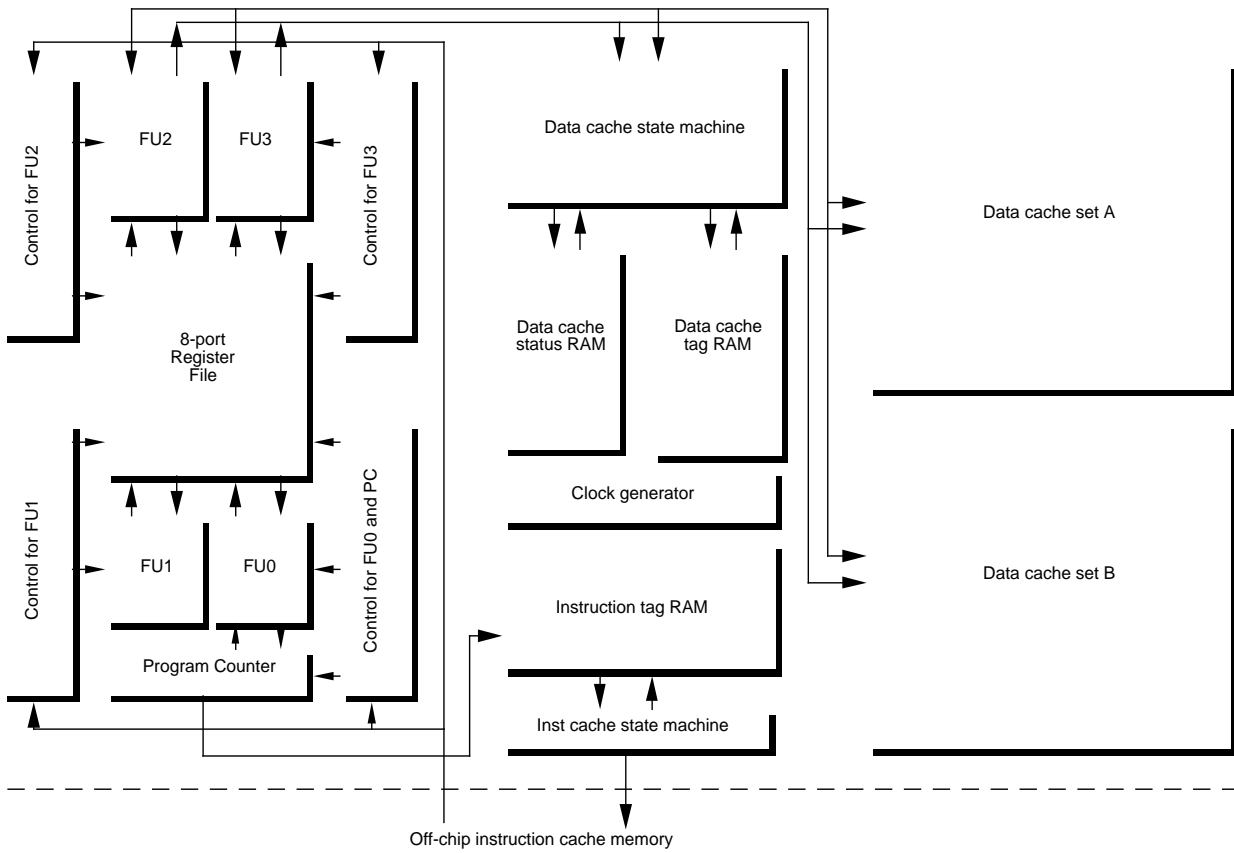 Control for FU2
FU2
FU3
Control for FU3
Data cache state machine
Data cache set A
8-port
Register
File
Data cache
status RAM
Data cache
tag RAM
Clock generator
Control for FU1
FU1
FU0
Control for FU0 and PC
Instruction tag RAM
Data cache set B
Program Counter
Inst cache state machine
Off-chip instruction cache memory